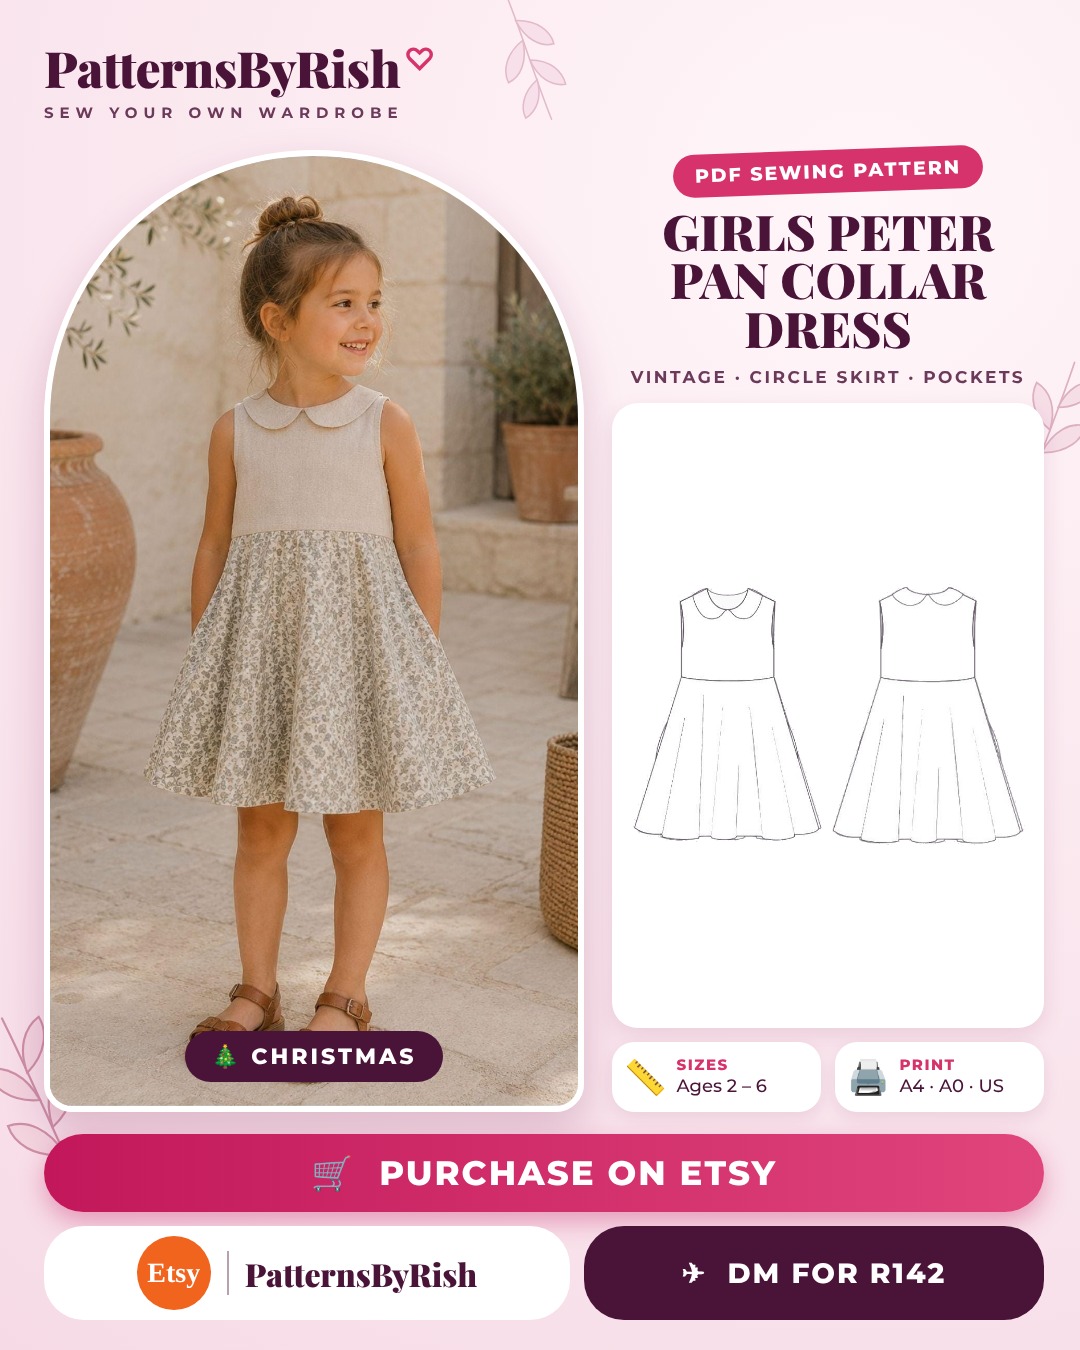 PatternsByRish
SEW YOUR OWN WARDROBE
PDF SEWING PATTERN
GIRLS PETER
PAN COLLAR
DRESS
VINTAGE · CIRCLE SKIRT · POCKETS
CHRISTMAS
SIZES
Ages 2 – 6
PRINT
A4 · A0 · US
PURCHASE ON ETSY
Etsy
PatternsByRish
DM FOR R142